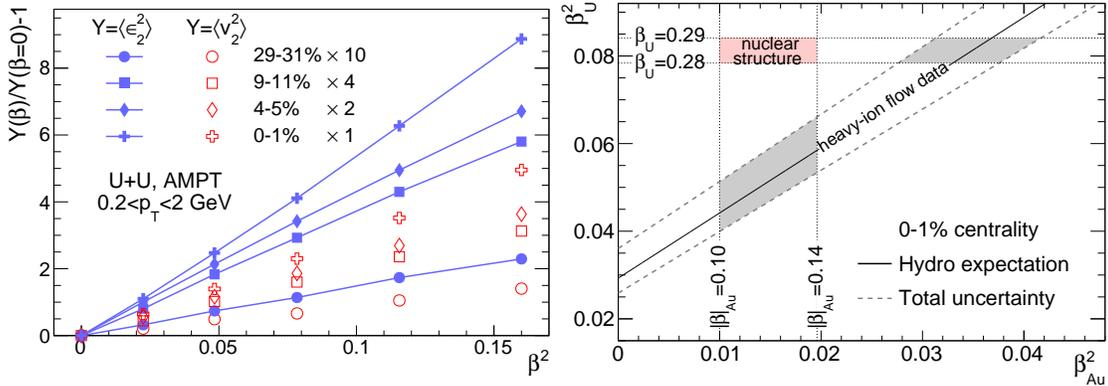 Y(β)/Y(β=0)-1
8
6
4
2
0
Y=⟨ϵ₂²⟩ Y=⟨v₂²⟩
29-31% × 10
9-11% × 4
4-5% × 2
0-1% × 1
U+U, AMPT
0.2<p_T<2 GeV
0 0.05 0.1 0.15
β²
β²_U
0.08
0.06
0.04
0.02
β_U=0.29
β_U=0.28
nuclear
structure
heavy-ion flow data
|β|_Au=0.10
|β|_Au=0.14
0-1% centrality
Hydro expectation
Total uncertainty
0 0.01 0.02 0.03 0.04
β²_Au